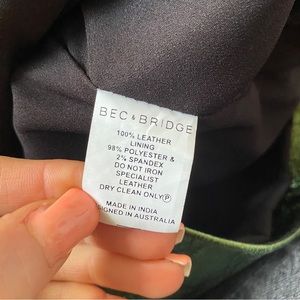 BEC & BRIDGE
100% LEATHER
LINING
98% POLYESTER &
2% SPANDEX
DO NOT IRON
SPECIALIST
LEATHER
DRY CLEAN ONLY Ⓟ
MADE IN INDIA
SIGNED IN AUSTRALIA